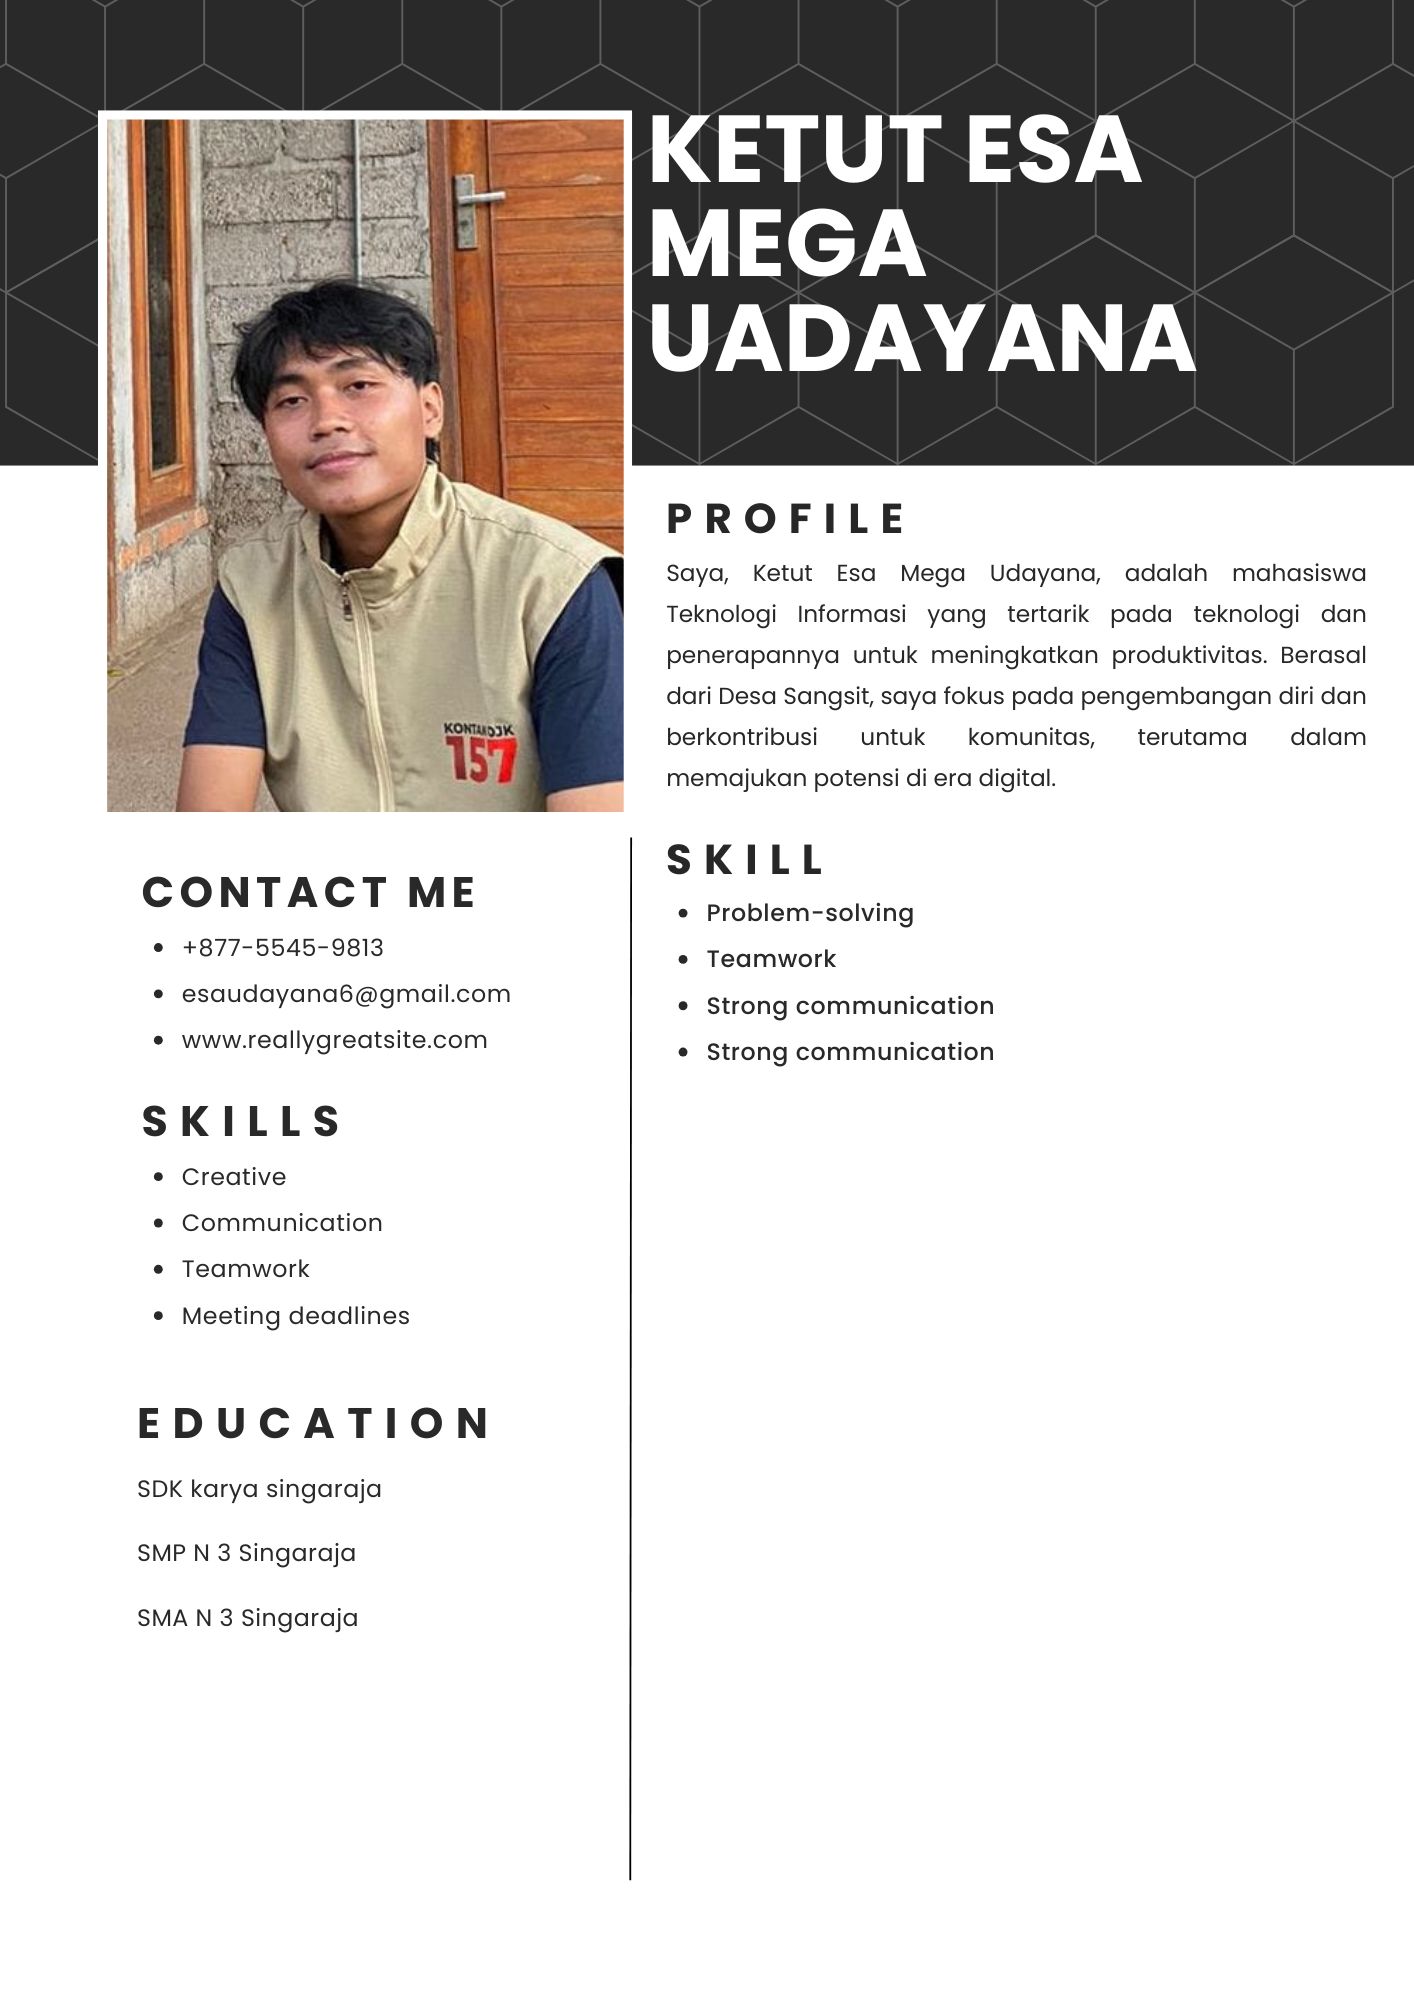 KETUT ESA
MEGA
UADAYANA
KONTAN DJK
157
PROFILE
Saya, Ketut Esa Mega Udayana, adalah mahasiswa
Teknologi Informasi yang tertarik pada teknologi dan
penerapannya untuk meningkatkan produktivitas. Berasal
dari Desa Sangsit, saya fokus pada pengembangan diri dan
berkontribusi untuk komunitas, terutama dalam
memajukan potensi di era digital.
CONTACT ME
+877-5545-9813
esaudayana6@gmail.com
www.reallygreatsite.com
SKILLS
Creative
Communication
Teamwork
Meeting deadlines
EDUCATION
SDK karya singaraja
SMP N 3 Singaraja
SMA N 3 Singaraja
SKILL
Problem-solving
Teamwork
Strong communication
Strong communication